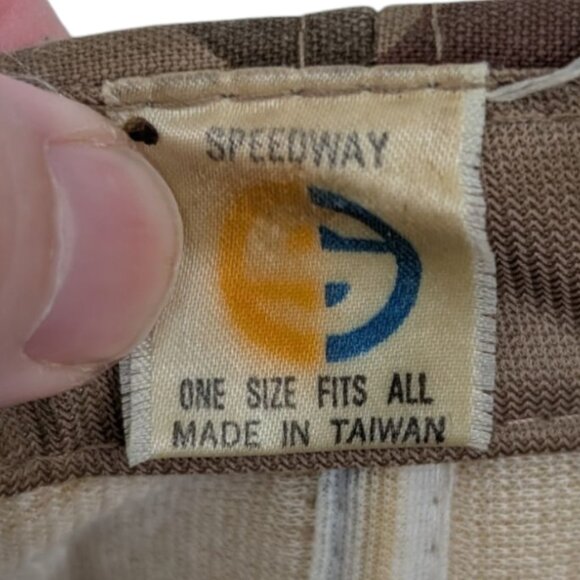 SPEEDWAY
ONE SIZE FITS ALL
MADE IN TAIWAN